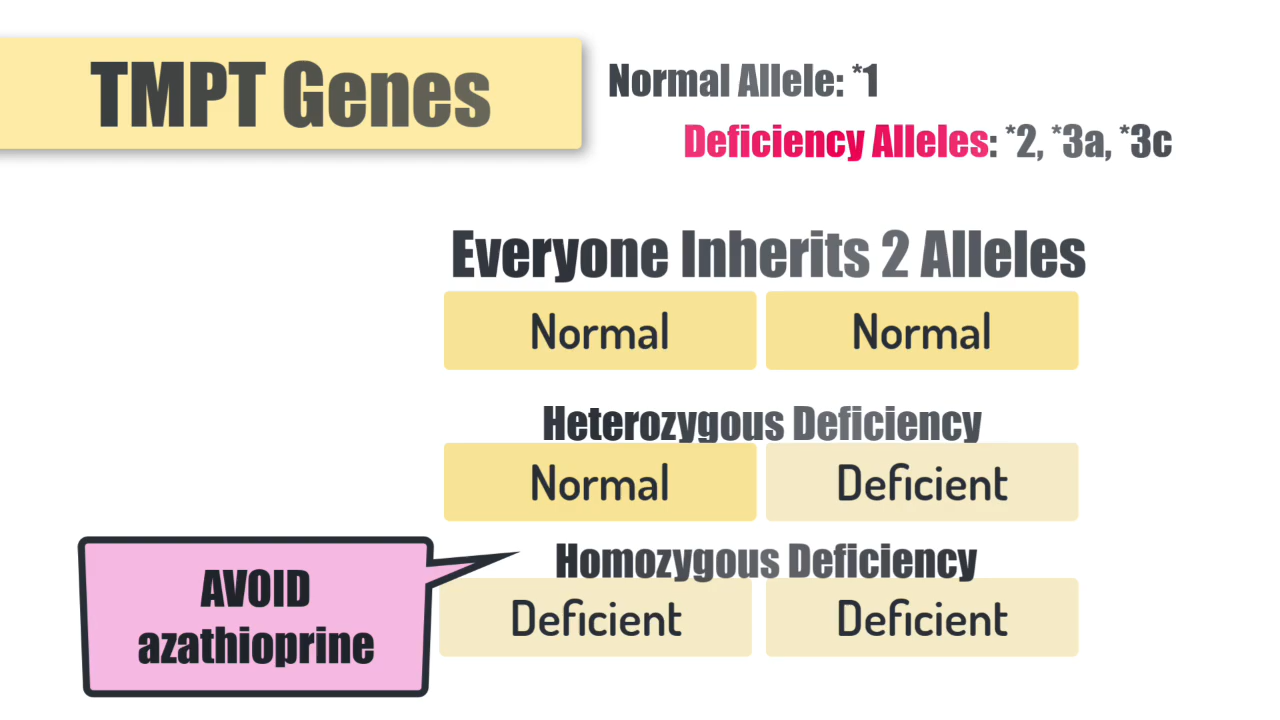 TMPT Genes
Normal Allele: *1
Deficiency Alleles: *2, *3a, *3c
Everyone Inherits 2 Alleles
Normal Normal
Heterozygous Deficiency
Normal Deficient
Homozygous Deficiency
Deficient Deficient
AVOID
azathioprine